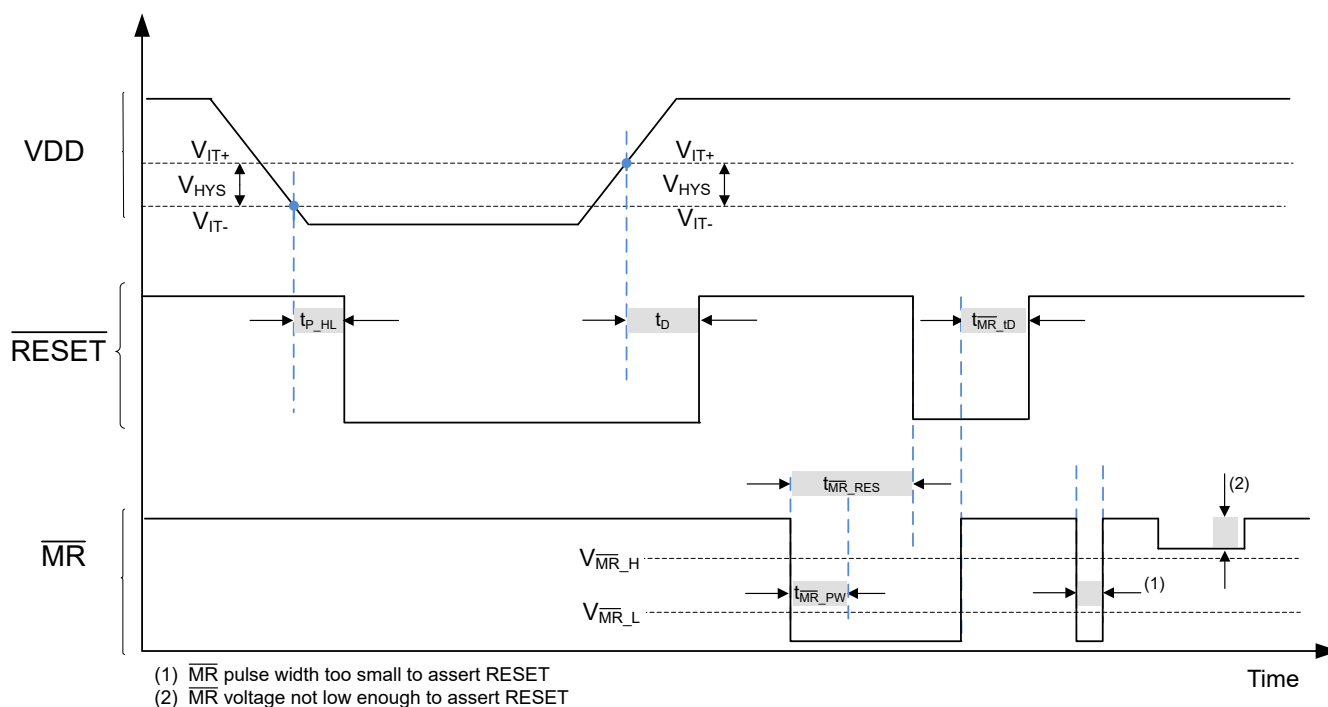 VDD
VIT+
VHYS
VIT-
VIT+
VHYS
VIT-
RESET
tP_HL
tD
tMR_tD
MR
tMR_RES
(2)
VMR_H
tMR_PW
(1)
VMR_L
Time
(1) MR pulse width too small to assert RESET
(2) MR voltage not low enough to assert RESET